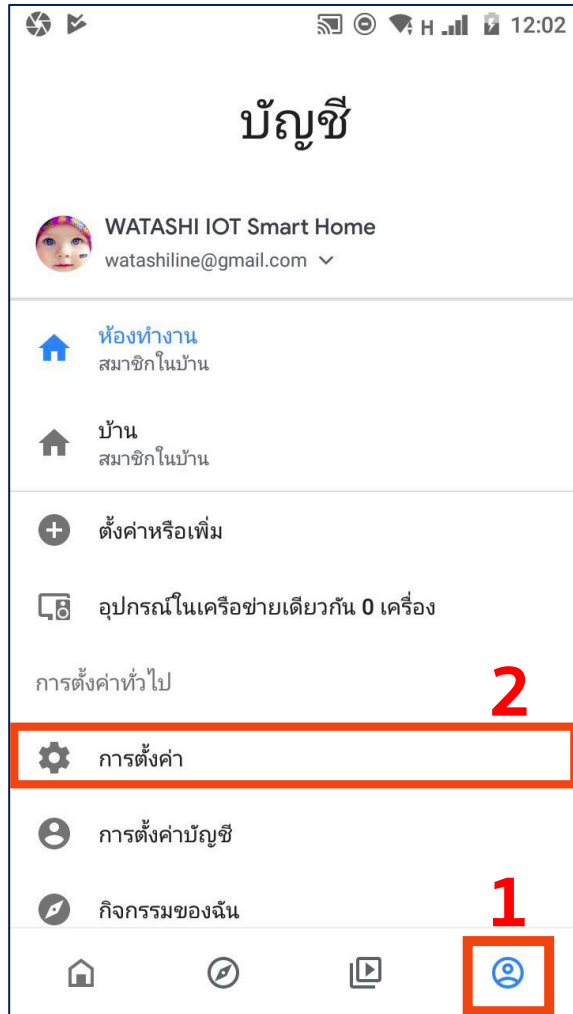 H 12:02
บัญชี
WATASHI IOT Smart Home
watashiline@gmail.com
ห้องทำงาน
สมาชิกในบ้าน
บ้าน
สมาชิกในบ้าน
ตั้งค่าหรือเพิ่ม
อุปกรณ์ในเครือข่ายเดียวกัน 0 เครื่อง
การตั้งค่าทั่วไป
2
การตั้งค่า
การตั้งค่าบัญชี
กิจกรรมของฉัน
1